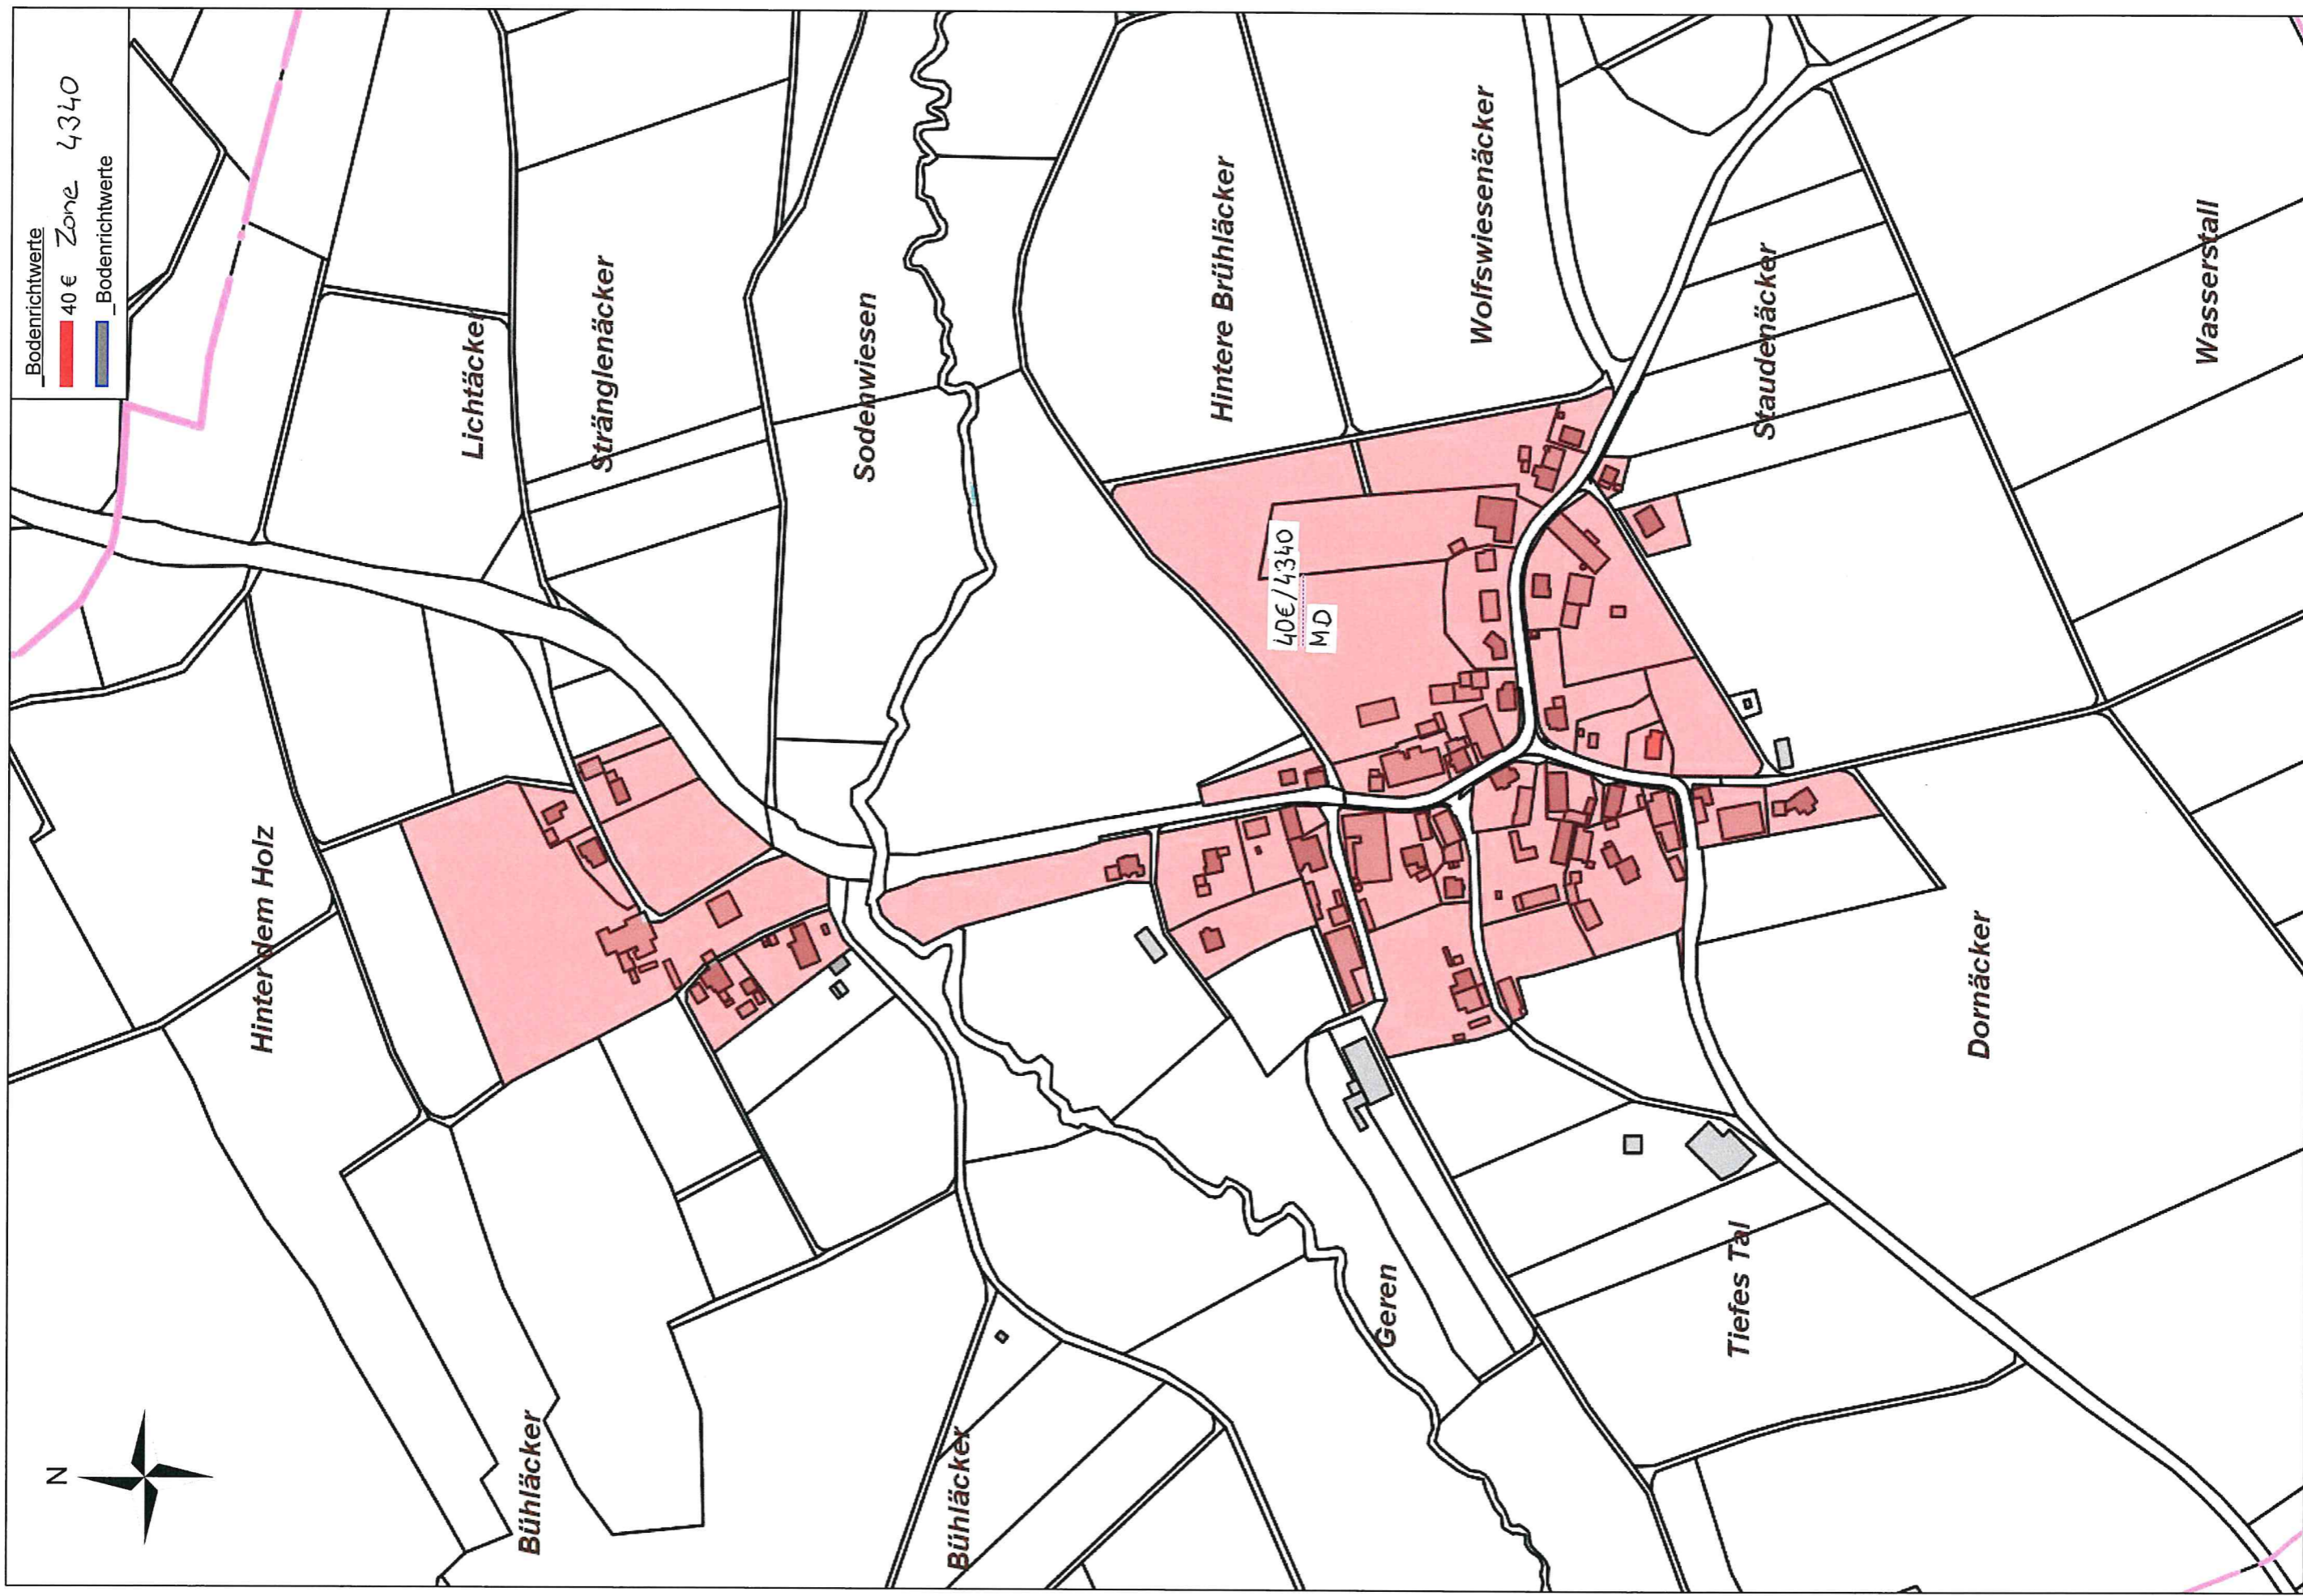 _Bodenrichtwerte
40 € Zone 4340
_Bodenrichtwerte
Lichtäcker
Stränglenäcker
Sodenwiesen
Hintere Brühläcker
Wolfswiesenäcker
Staudenäcker
Wasserstall
40€/4340
MD
Hinter dem Holz
Dornäcker
Geren
Tiefes Tal
Bühläcker
Bühläcker
N